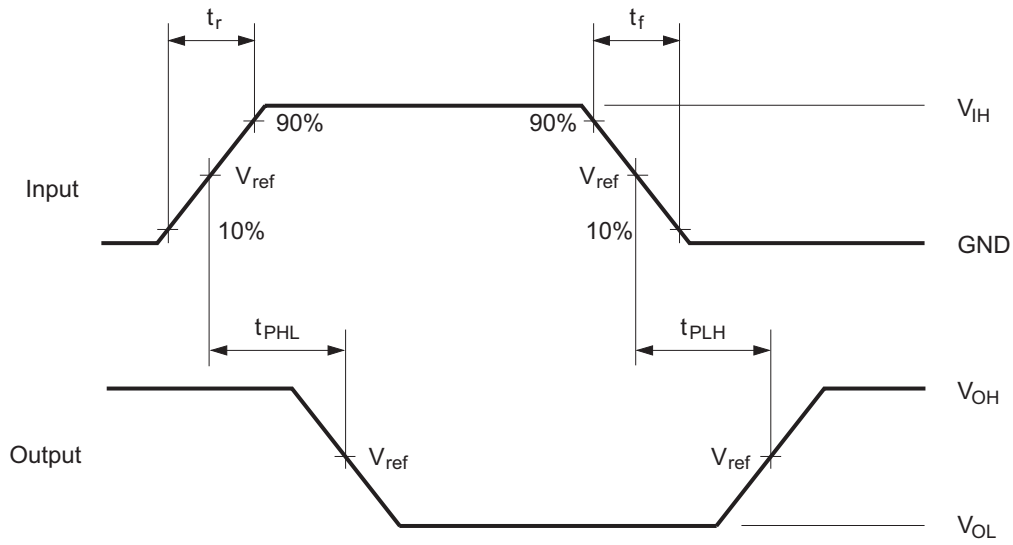 tr
tf
90%
90%
VIH
Vref
Vref
Input
10%
10%
GND
tPHL
tPLH
VOH
Output
Vref
Vref
VOL